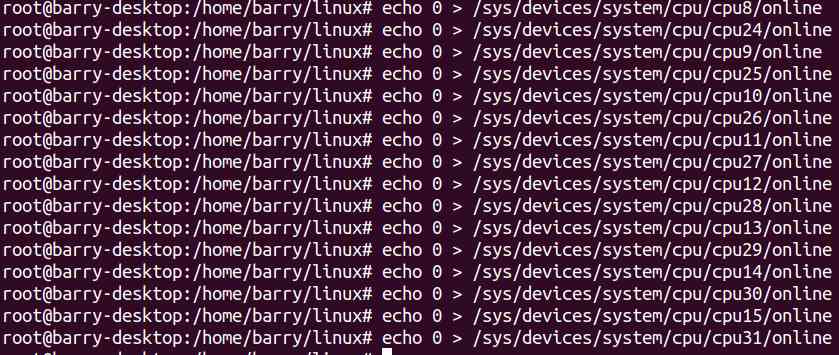 root@barry-desktop:/home/barry/linux# echo 0 > /sys/devices/system/cpu/cpu8/online
root@barry-desktop:/home/barry/linux# echo 0 > /sys/devices/system/cpu/cpu24/online
root@barry-desktop:/home/barry/linux# echo 0 > /sys/devices/system/cpu/cpu9/online
root@barry-desktop:/home/barry/linux# echo 0 > /sys/devices/system/cpu/cpu25/online
root@barry-desktop:/home/barry/linux# echo 0 > /sys/devices/system/cpu/cpu10/online
root@barry-desktop:/home/barry/linux# echo 0 > /sys/devices/system/cpu/cpu26/online
root@barry-desktop:/home/barry/linux# echo 0 > /sys/devices/system/cpu/cpu11/online
root@barry-desktop:/home/barry/linux# echo 0 > /sys/devices/system/cpu/cpu27/online
root@barry-desktop:/home/barry/linux# echo 0 > /sys/devices/system/cpu/cpu12/online
root@barry-desktop:/home/barry/linux# echo 0 > /sys/devices/system/cpu/cpu28/online
root@barry-desktop:/home/barry/linux# echo 0 > /sys/devices/system/cpu/cpu13/online
root@barry-desktop:/home/barry/linux# echo 0 > /sys/devices/system/cpu/cpu29/online
root@barry-desktop:/home/barry/linux# echo 0 > /sys/devices/system/cpu/cpu14/online
root@barry-desktop:/home/barry/linux# echo 0 > /sys/devices/system/cpu/cpu30/online
root@barry-desktop:/home/barry/linux# echo 0 > /sys/devices/system/cpu/cpu15/online
root@barry-desktop:/home/barry/linux# echo 0 > /sys/devices/system/cpu/cpu31/online
root@barry-desktop:/home/barry/linux#